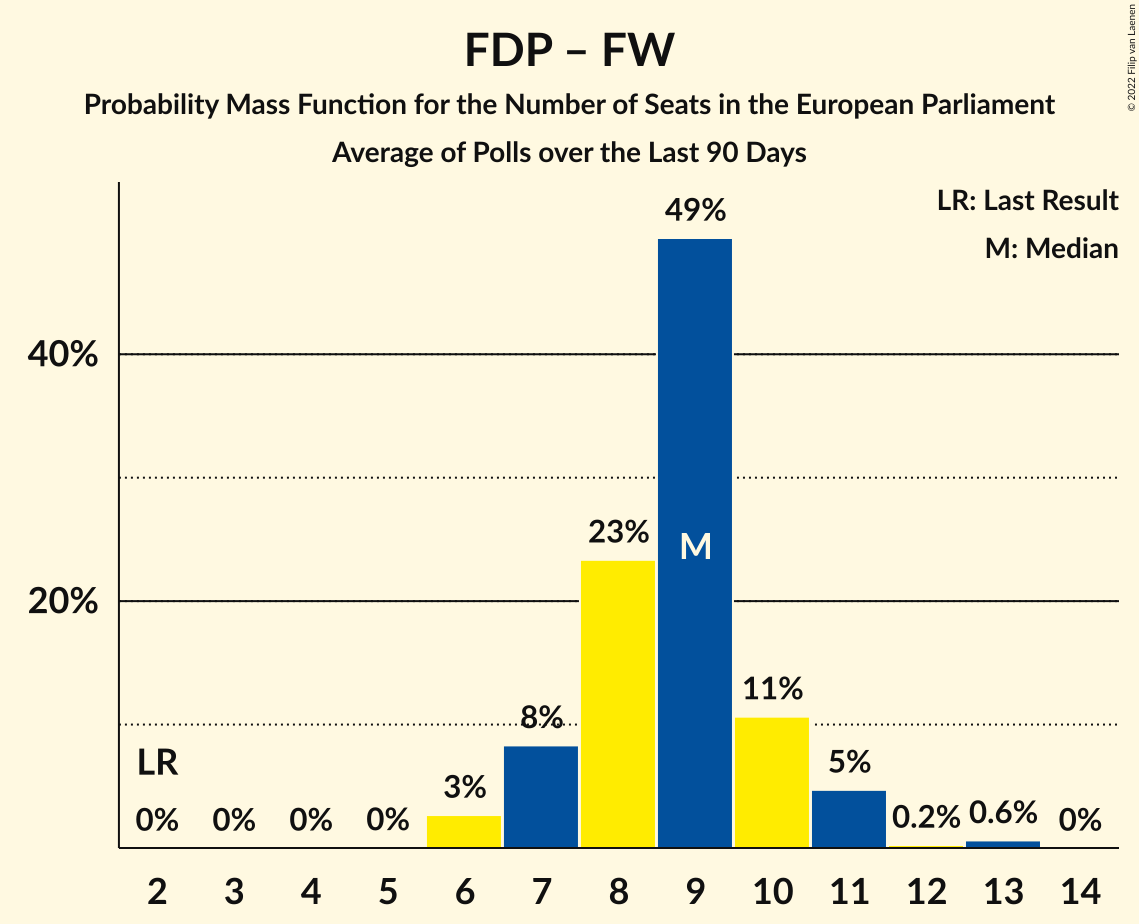 FDP – FW
Probability Mass Function for the Number of Seats in the European Parliament
Average of Polls over the Last 90 Days
© 2022 Filip van Laenen
LR: Last Result
M: Median
49%
40%
23%
M
20%
11%
8%
LR
5%
3%
0% 0% 0% 0% 0.2% 0.6% 0%
2 3 4 5 6 7 8 9 10 11 12 13 14